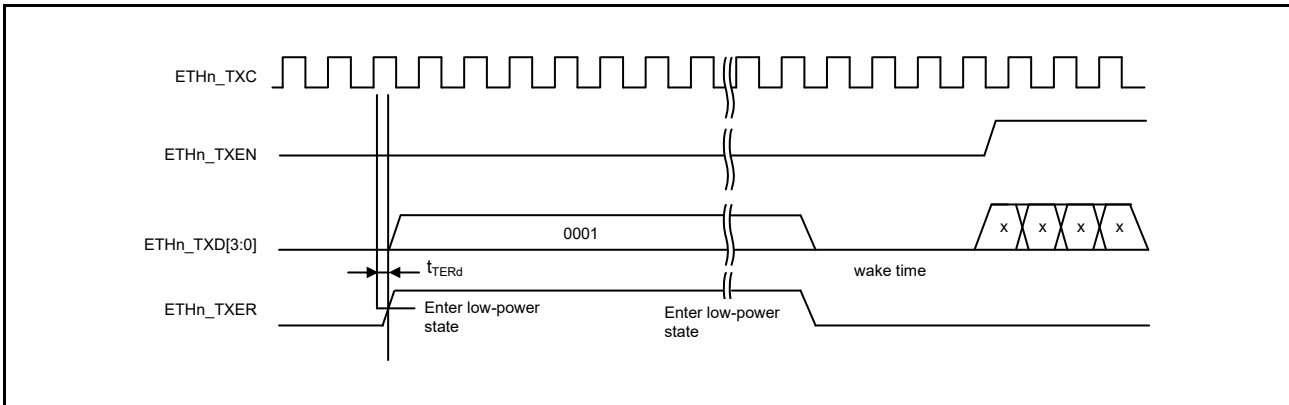 ETHn_TXC
ETHn_TXEN
ETHn_TXD[3:0]
0001
x x x x
tTERd
wake time
ETHn_TXER
Enter low-power
state
Enter low-power
state